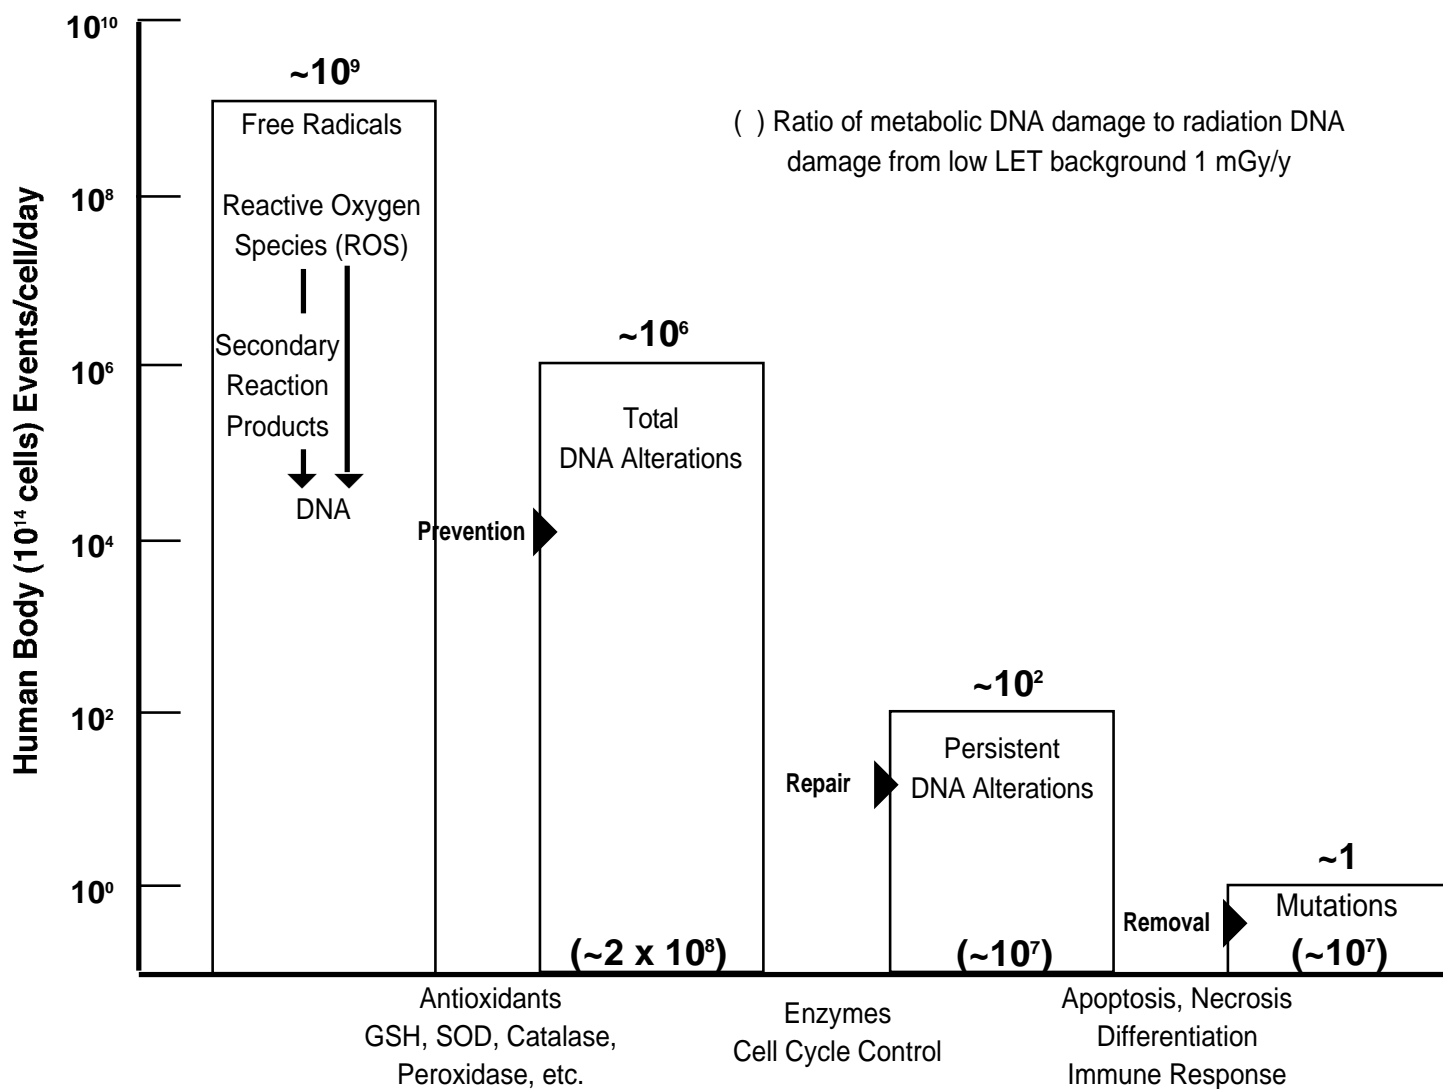 Human Body (10¹⁴ cells) Events/cell/day
10¹⁰
10⁸
10⁶
10⁴
10²
10⁰
~10⁹
Free Radicals
Reactive Oxygen
Species (ROS)
Secondary
Reaction
Products
DNA
( ) Ratio of metabolic DNA damage to radiation DNA
damage from low LET background 1 mGy/y
Prevention
~10⁶
Total
DNA Alterations
(~2 x 10⁸)
Repair
~10²
Persistent
DNA Alterations
(~10⁷)
Removal
~1
Mutations
(~10⁷)
Antioxidants
GSH, SOD, Catalase,
Peroxidase, etc.
Enzymes
Cell Cycle Control
Apoptosis, Necrosis
Differentiation
Immune Response